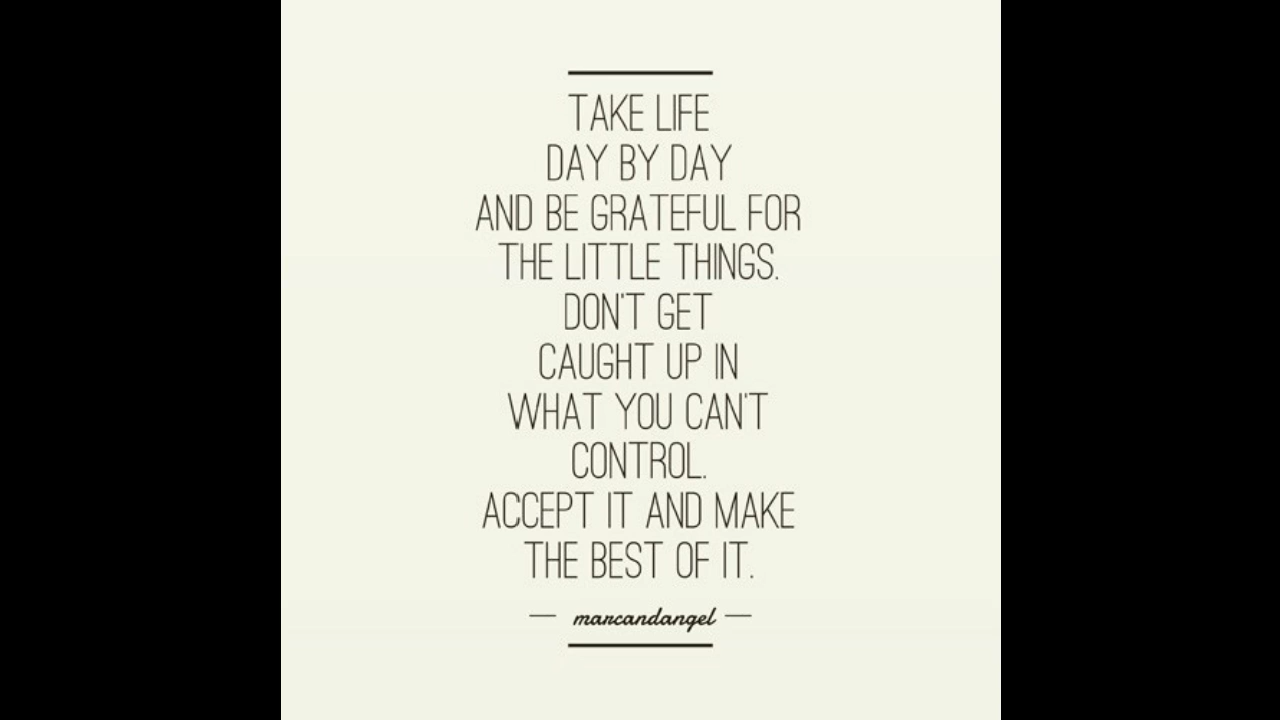 TAKE LIFE
DAY BY DAY
AND BE GRATEFUL FOR
THE LITTLE THINGS.
DON'T GET
CAUGHT UP IN
WHAT YOU CAN'T
CONTROL.
ACCEPT IT AND MAKE
THE BEST OF IT.
— marcandangel —